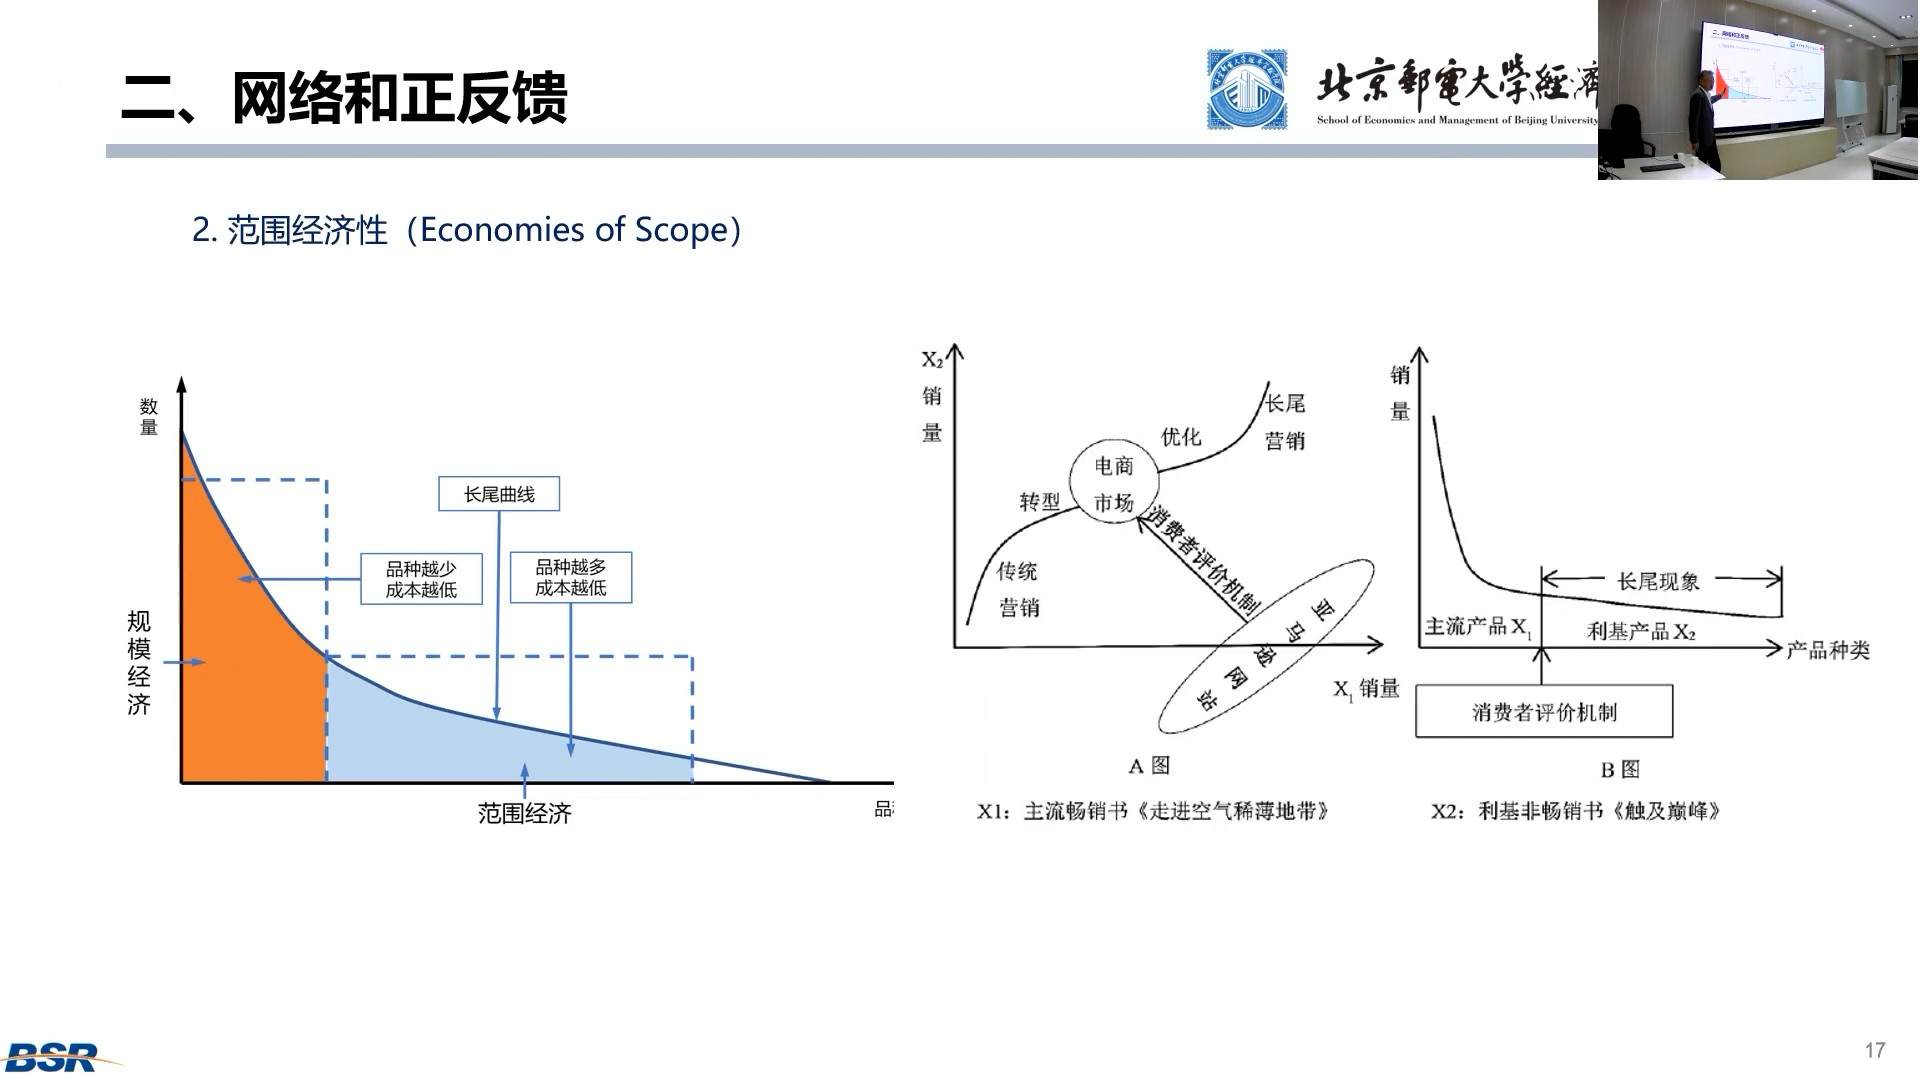 二、网络和正反馈
北京郵電大學經濟
School of Economics and Management of Beijing University
2. 范围经济性（Economies of Scope）
数量
长尾曲线
品种越少
成本越低
品种越多
成本越低
规模经济
范围经济
X₂销量
长尾
营销
优化
电商
市场
转型
消费者评价机制
传统
营销
亚马逊网站
X₁ 销量
A 图
X1：主流畅销书《走进空气稀薄地带》
销量
长尾现象
主流产品 X₁
利基产品 X₂
产品种类
消费者评价机制
B 图
X2：利基非畅销书《触及巅峰》
BSR
17